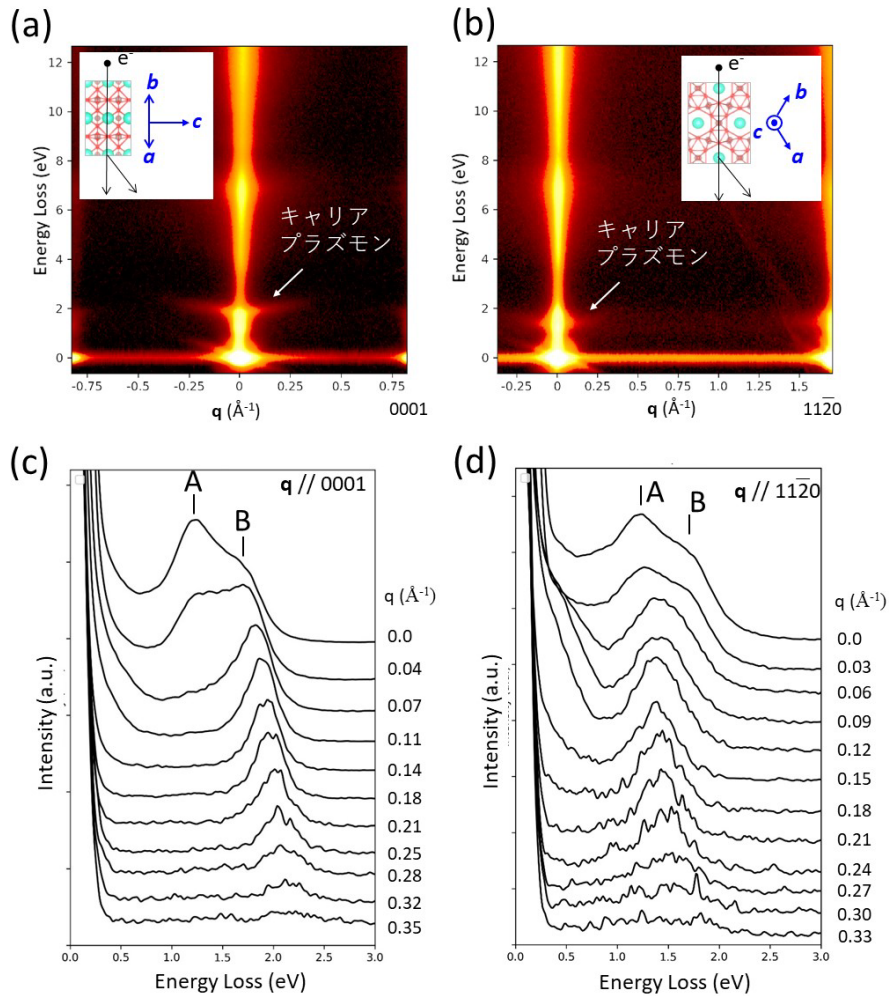 (a)
12
10
8
6
4
2
0
Energy Loss (eV)
e-
b
c
a
キャリア
プラズモン
-0.75 -0.5 -0.25 0 0.25 0.5 0.75
q (Å-1)
0001
(b)
12
10
8
6
4
2
0
Energy Loss (eV)
e-
b
c
a
キャリア
プラズモン
-0.25 0 0.25 0.5 0.75 1.0 1.25 1.5
q (Å-1)
112̅0
(c)
A
B
q // 0001
q (Å-1)
0.0
0.04
0.07
0.11
0.14
0.18
0.21
0.25
0.28
0.32
0.35
Intensity (a.u.)
0.0 0.5 1.0 1.5 2.0 2.5 3.0
Energy Loss (eV)
(d)
A
B
q // 112̅0
q (Å-1)
0.0
0.03
0.06
0.09
0.12
0.15
0.18
0.21
0.24
0.27
0.30
0.33
Intensity (a.u.)
0.0 0.5 1.0 1.5 2.0 2.5 3.0
Energy Loss (eV)